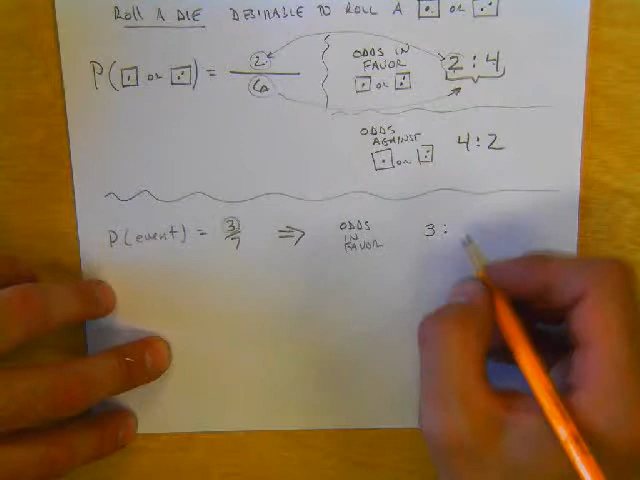 ROLL A DIE DESIRABLE TO ROLL A or
P( or ) = 2/6
ODDS IN FAVOR or 2 : 4
ODDS AGAINST or 4 : 2
P(event) = 3/7 ⇒ ODDS IN FAVOR 3 :